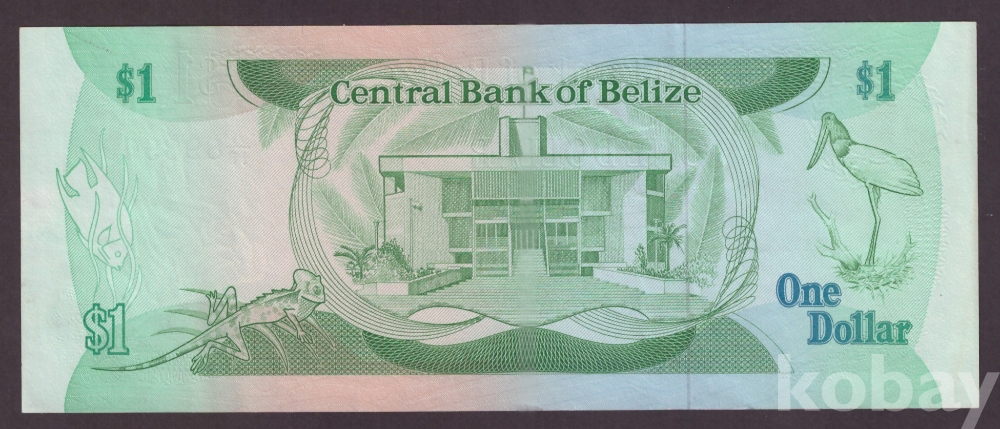 $1
Central Bank of Belize
$1
$1
One
Dollar
kobay